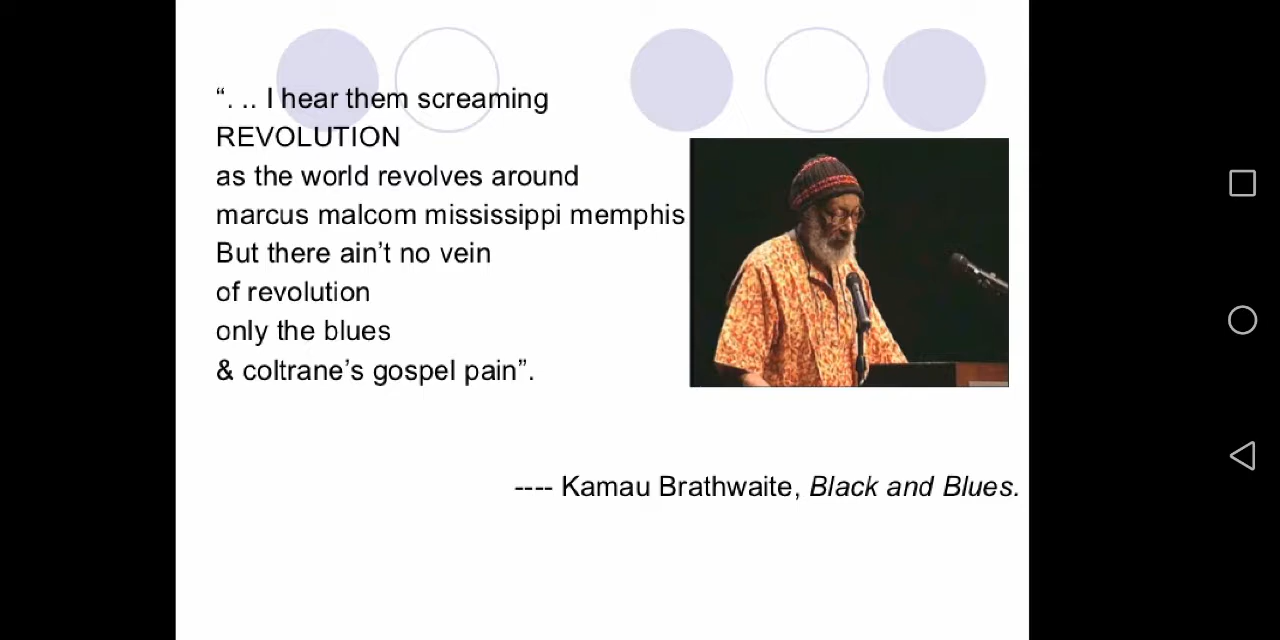 “. .. I hear them screaming
REVOLUTION
as the world revolves around
marcus malcom mississippi memphis
But there ain’t no vein
of revolution
only the blues
& coltrane’s gospel pain”.
---- Kamau Brathwaite, Black and Blues.